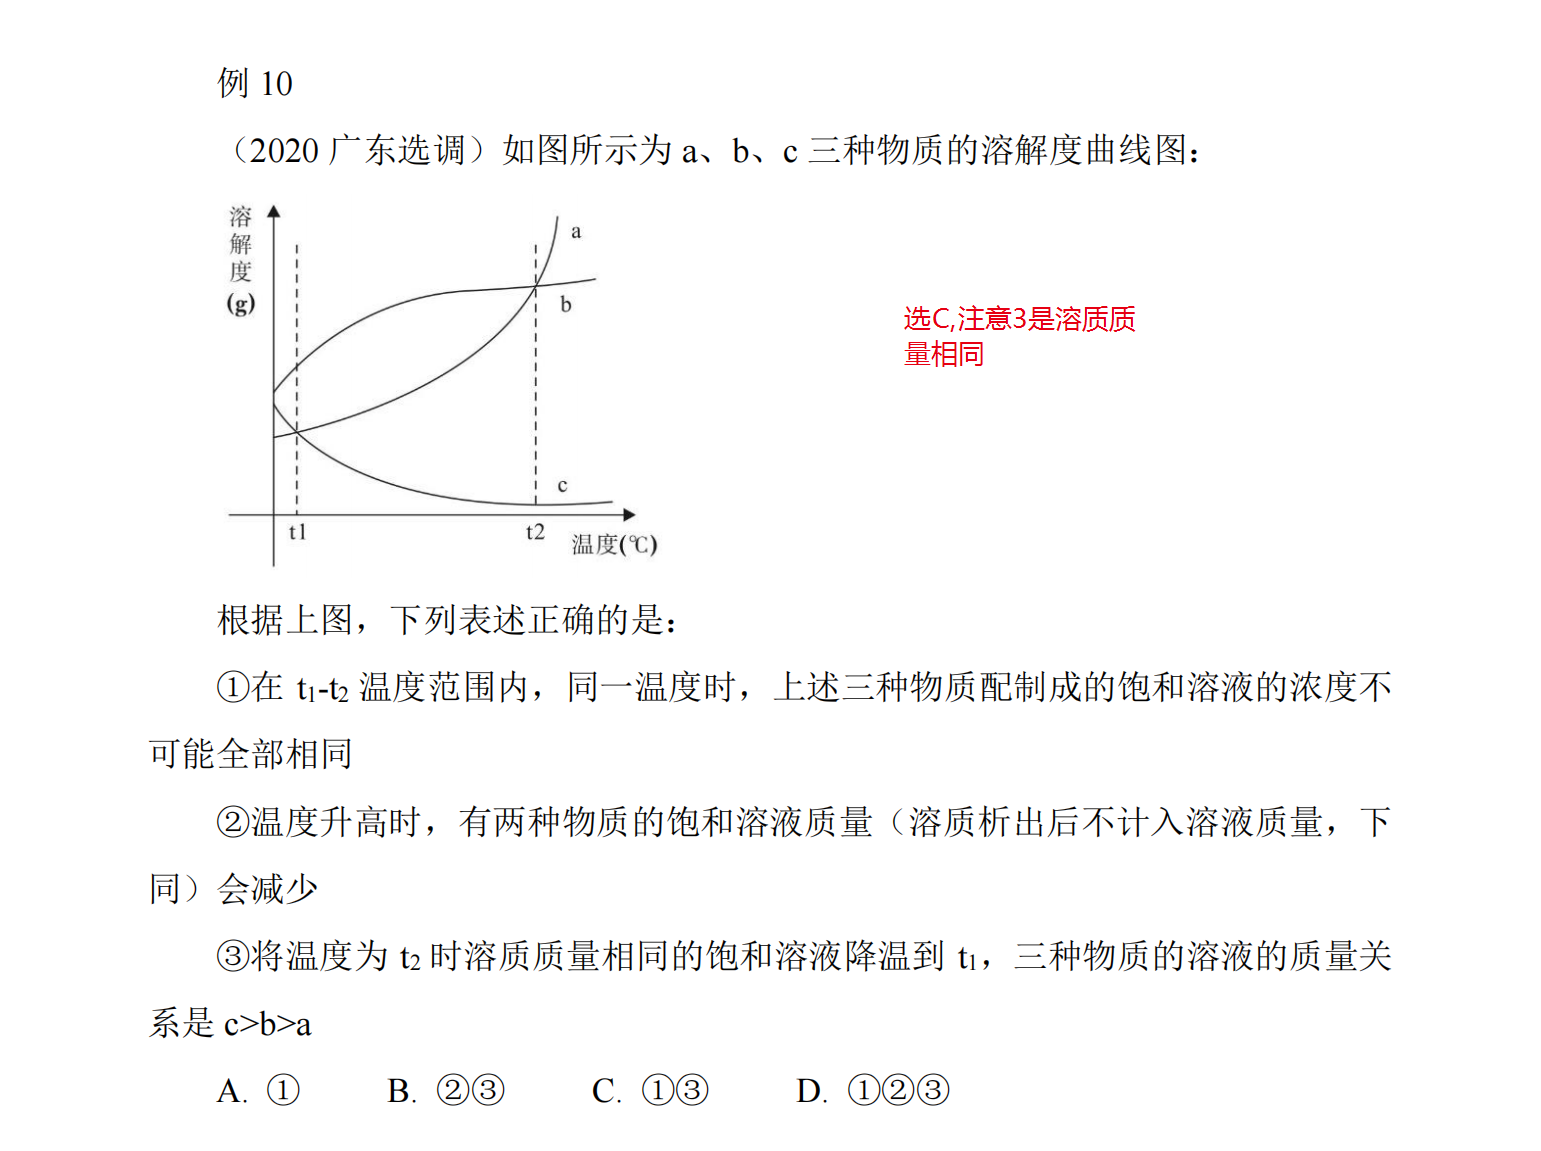 例 10
（2020 广东选调）如图所示为 a、b、c 三种物质的溶解度曲线图：
溶解度(g)
a
b
c
t1
t2
温度(℃)
选C,注意3是溶质质
量相同
根据上图，下列表述正确的是：
①在 t₁-t₂ 温度范围内，同一温度时，上述三种物质配制成的饱和溶液的浓度不
可能全部相同
②温度升高时，有两种物质的饱和溶液质量（溶质析出后不计入溶液质量，下
同）会减少
③将温度为 t₂ 时溶质质量相同的饱和溶液降温到 t₁，三种物质的溶液的质量关
系是 c>b>a
A. ① B. ②③ C. ①③ D. ①②③